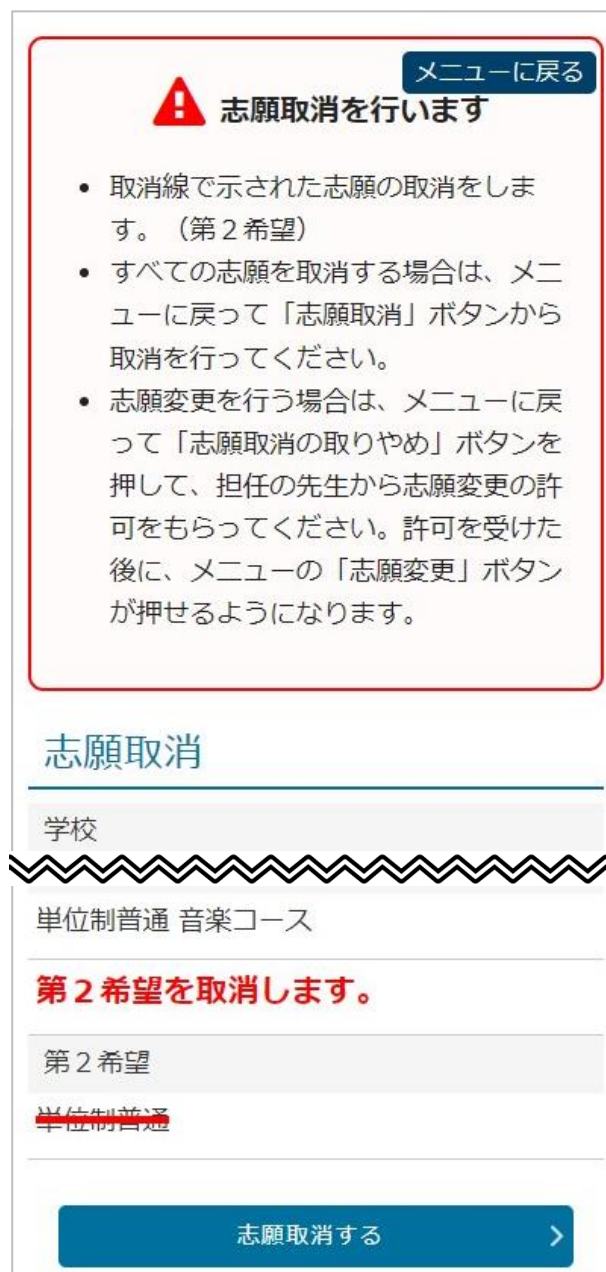 メニューに戻る
志願取消を行います
• 取消線で示された志願の取消をしま
す。（第２希望）
• すべての志願を取消する場合は、メニ
ューに戻って「志願取消」ボタンから
取消を行ってください。
• 志願変更を行う場合は、メニューに戻
って「志願取消の取りやめ」ボタンを
押して、担任の先生から志願変更の許
可をもらってください。許可を受けた
後に、メニューの「志願変更」ボタン
が押せるようになります。
志願取消
学校
単位制普通 音楽コース
第２希望を取消します。
第２希望
単位制普通
志願取消する